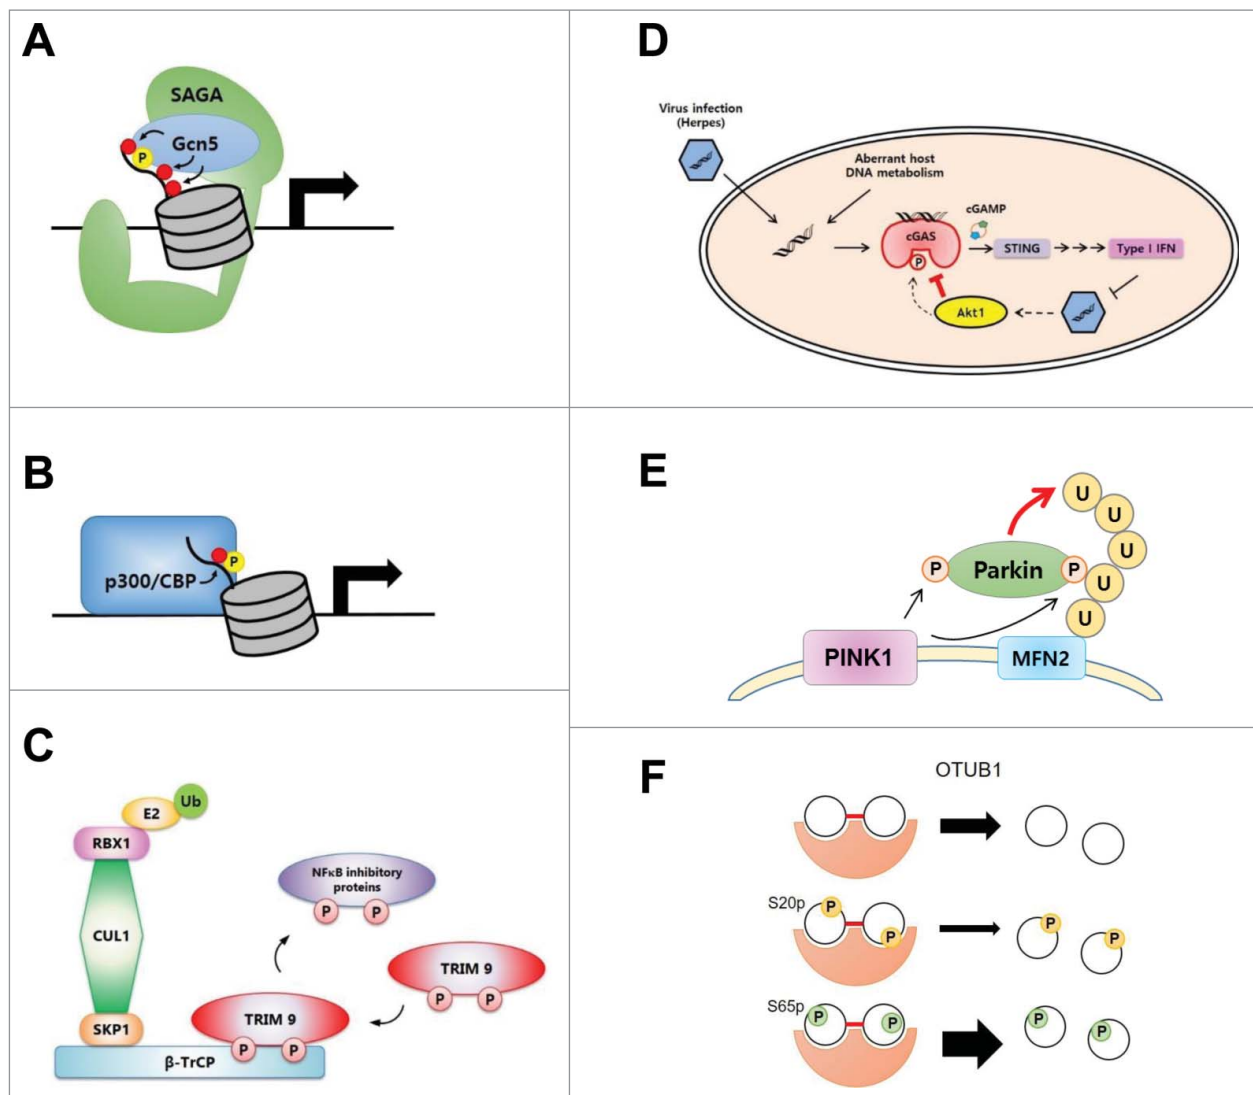 A
SAGA
Gcn5
P
B
p300/CBP
P
C
Ub
E2
RBX1
CUL1
SKP1
β-TrCP
NFκB inhibitory
proteins
P P
TRIM 9
P P
TRIM 9
P P
D
Virus infection
(Herpes)
Aberrant host
DNA metabolism
cGAMP
cGAS
P
STING
Type I IFN
Akt1
E
U
U
U
U
U
P
Parkin
P
PINK1
MFN2
F
OTUB1
S20p
P
P
P
P
S65p
P
P
P
P